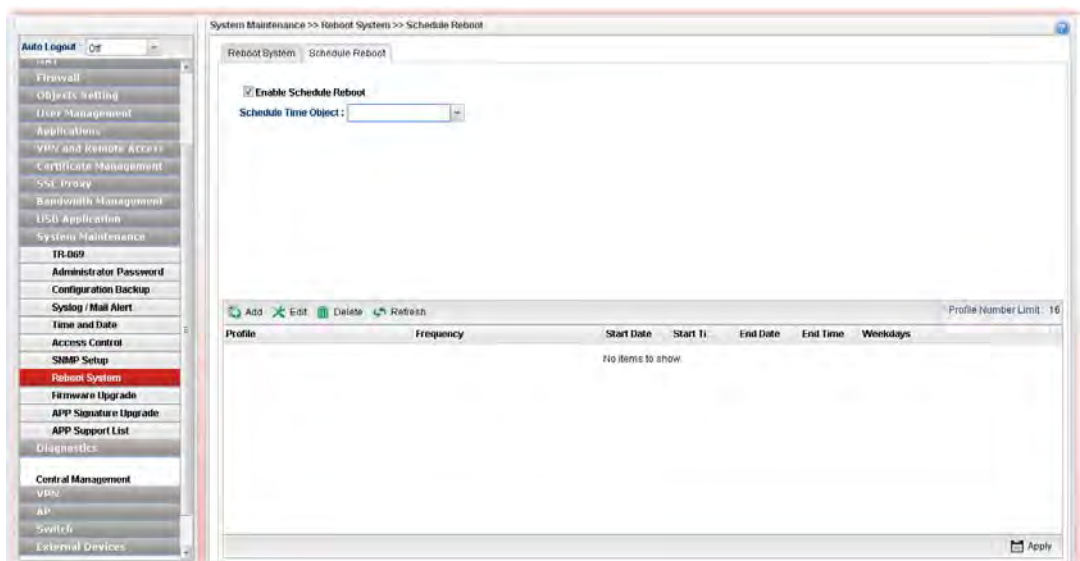 System Maintenance >> Reboot System >> Schedule Reboot
Auto Logout : Off
NAT
Firewall
Objects Setting
User Management
Applications
VPN and Remote Access
Certificate Management
SSL Proxy
Bandwidth Management
USB Application
System Maintenance
TR-069
Administrator Password
Configuration Backup
Syslog / Mail Alert
Time and Date
Access Control
SNMP Setup
Reboot System
Firmware Upgrade
APP Signature Upgrade
APP Support List
Diagnostics
Central Management
VPN
AP
Switch
External Devices
Reboot System Schedule Reboot
Enable Schedule Reboot
Schedule Time Object :
Add Edit Delete Refresh Profile Number Limit : 16
Profile Frequency Start Date Start Ti End Date End Time Weekdays
No items to show.
Apply